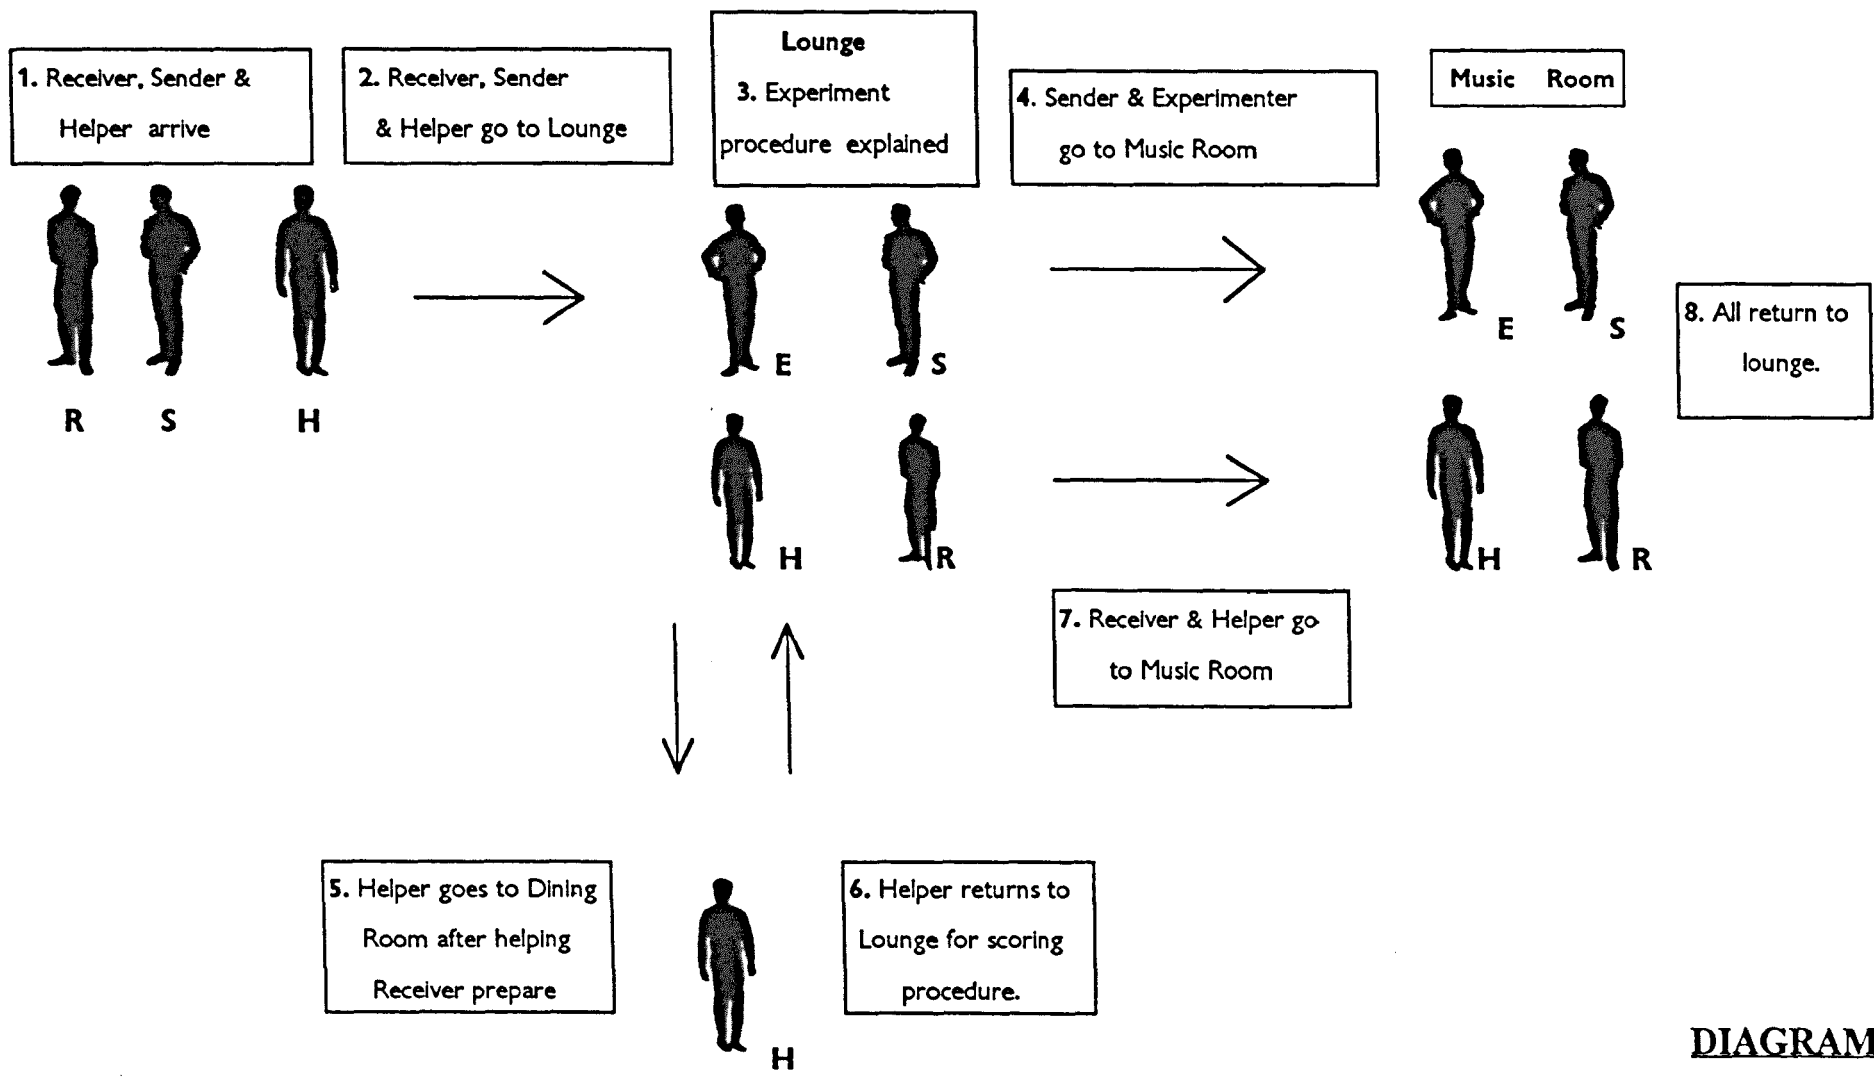 1. Receiver, Sender &
Helper arrive
R S H
2. Receiver, Sender
& Helper go to Lounge
Lounge
3. Experiment
procedure explained
E S
H R
4. Sender & Experimenter
go to Music Room
Music Room
E S
H R
5. Helper goes to Dining
Room after helping
Receiver prepare
H
6. Helper returns to
Lounge for scoring
procedure.
7. Receiver & Helper go
to Music Room
8. All return to
lounge.
DIAGRAM